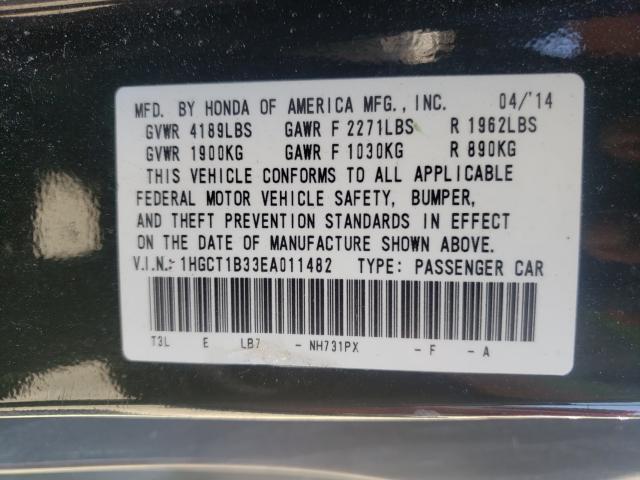 MFD. BY HONDA OF AMERICA MFG., INC. 04/'14
GVWR 4189LBS GAWR F 2271LBS R 1962LBS
GVWR 1900KG GAWR F 1030KG R 890KG
THIS VEHICLE CONFORMS TO ALL APPLICABLE
FEDERAL MOTOR VEHICLE SAFETY, BUMPER,
AND THEFT PREVENTION STANDARDS IN EFFECT
ON THE DATE OF MANUFACTURE SHOWN ABOVE.
V.I.N.: 1HGCT1B33EA011482 TYPE: PASSENGER CAR
T3L E LB7 - NH731PX - F - A